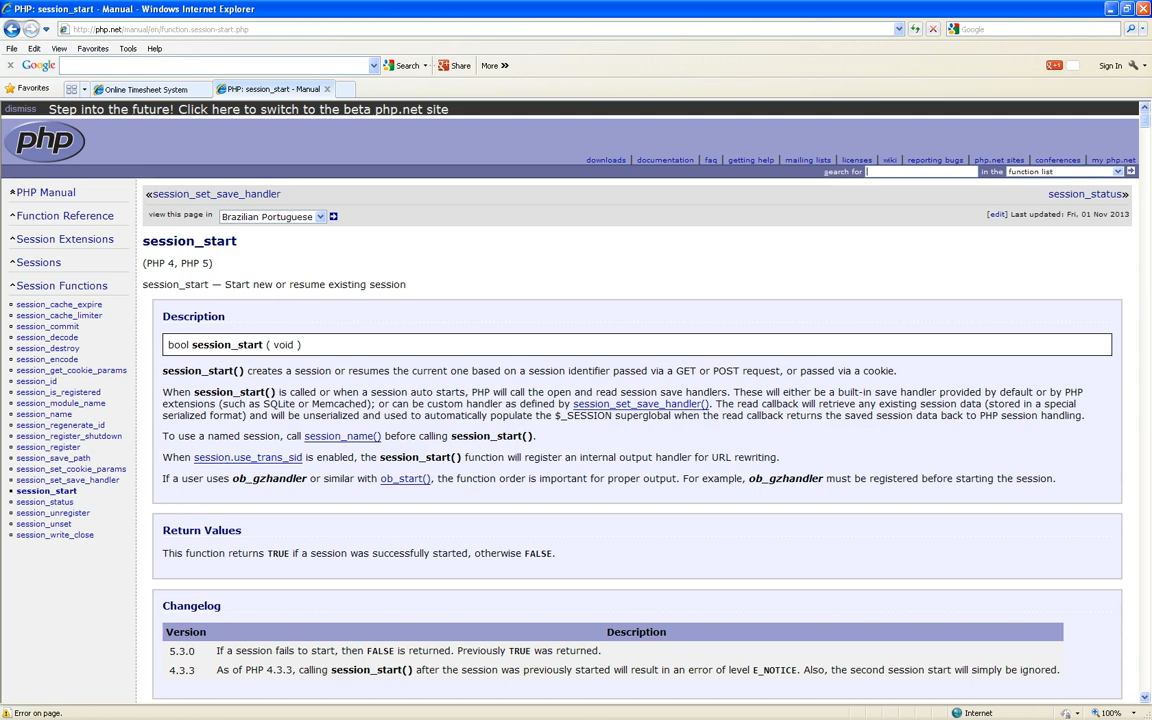 PHP: session_start - Manual - Windows Internet Explorer
http://php.net/manual/en/function.session-start.php
Google
File Edit View Favorites Tools Help
Google Search Share More » +1 Sign In
Favorites Online Timesheet System PHP: session_start - Manual
dismiss Step into the future! Click here to switch to the beta php.net site
php
downloads | documentation | faq | getting help | mailing lists | licenses | wiki | reporting bugs | php.net sites | conferences | my php.net
search for in the function list
PHP Manual
Function Reference
Session Extensions
Sessions
Session Functions
session_cache_expire
session_cache_limiter
session_commit
session_decode
session_destroy
session_encode
session_get_cookie_params
session_id
session_is_registered
session_module_name
session_name
session_regenerate_id
session_register_shutdown
session_register
session_save_path
session_set_cookie_params
session_set_save_handler
session_start
session_status
session_unregister
session_unset
session_write_close
«session_set_save_handler session_status»
view this page in Brazilian Portuguese [edit] Last updated: Fri, 01 Nov 2013
session_start
(PHP 4, PHP 5)
session_start — Start new or resume existing session
Description
bool session_start ( void )
session_start() creates a session or resumes the current one based on a session identifier passed via a GET or POST request, or passed via a cookie.
When session_start() is called or when a session auto starts, PHP will call the open and read session save handlers. These will either be a built-in save handler provided by default or by PHP
extensions (such as SQLite or Memcached); or can be custom handler as defined by session_set_save_handler(). The read callback will retrieve any existing session data (stored in a special
serialized format) and will be unserialized and used to automatically populate the $_SESSION superglobal when the read callback returns the saved session data back to PHP session handling.
To use a named session, call session_name() before calling session_start().
When session.use_trans_sid is enabled, the session_start() function will register an internal output handler for URL rewriting.
If a user uses ob_gzhandler or similar with ob_start(), the function order is important for proper output. For example, ob_gzhandler must be registered before starting the session.
Return Values
This function returns TRUE if a session was successfully started, otherwise FALSE.
Changelog
Version Description
5.3.0 If a session fails to start, then FALSE is returned. Previously TRUE was returned.
4.3.3 As of PHP 4.3.3, calling session_start() after the session was previously started will result in an error of level E_NOTICE. Also, the second session start will simply be ignored.
Error on page. Internet 100%